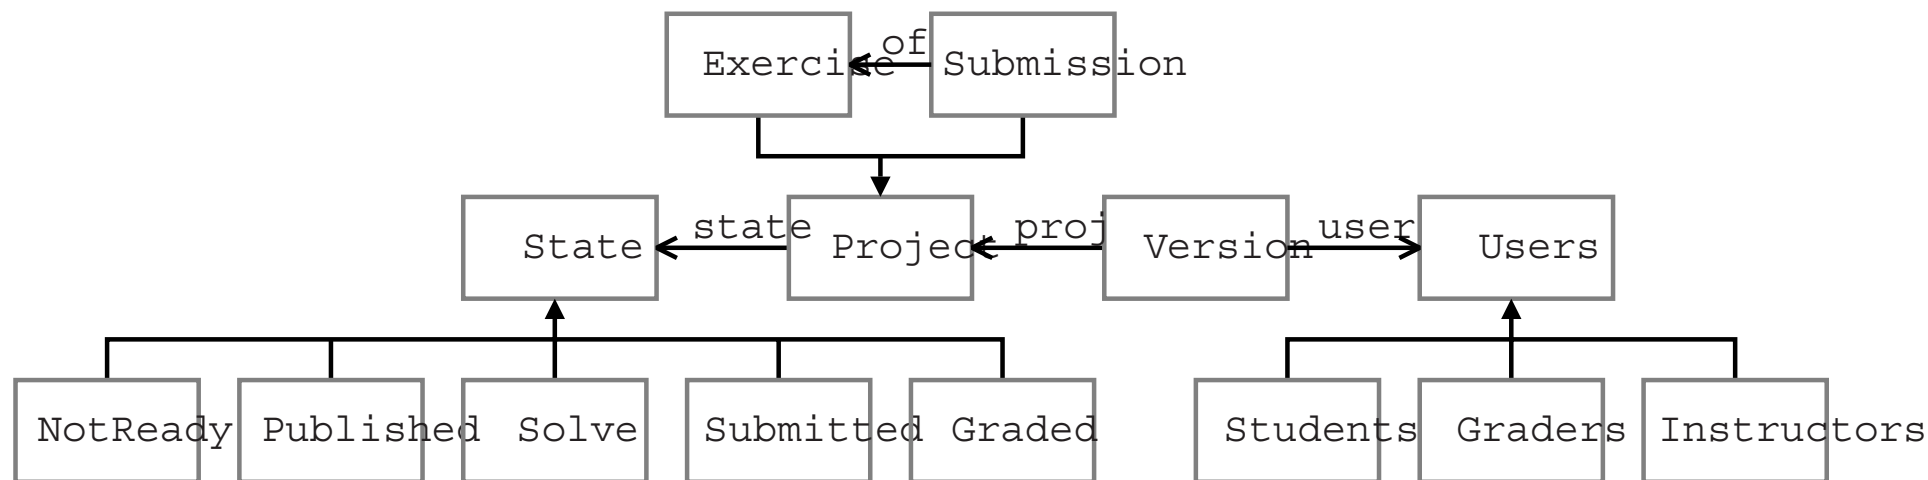 of
Exercise Submission
state proj user
State Project Version Users
NotReady Published Solve Submitted Graded Students Graders Instructors